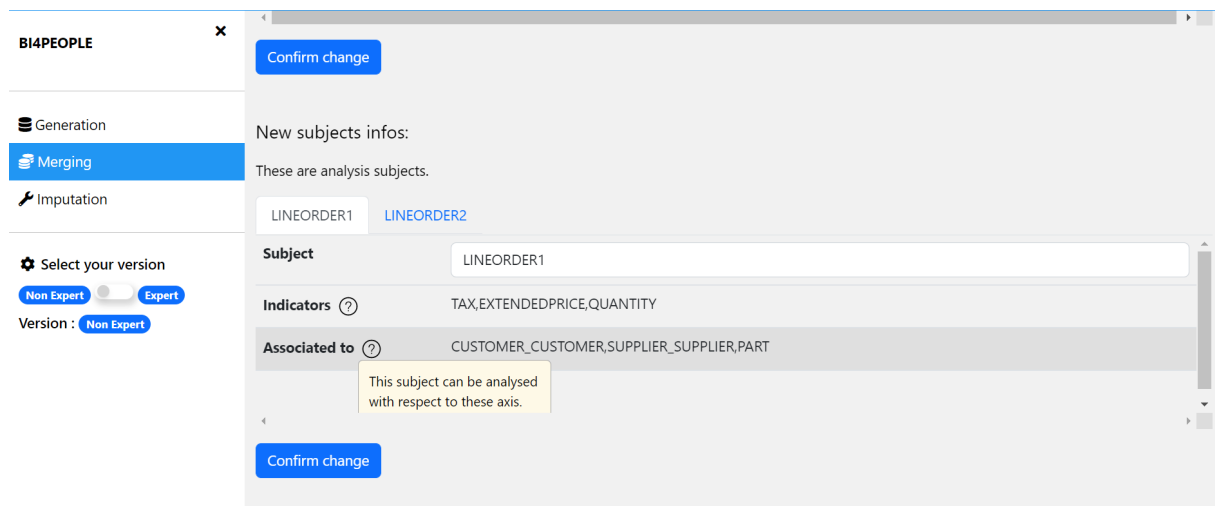 BI4PEOPLE
Generation
Merging
Imputation
Select your version
Non Expert Expert
Version : Non Expert
Confirm change
New subjects infos:
These are analysis subjects.
LINEORDER1 LINEORDER2
Subject LINEORDER1
Indicators ? TAX,EXTENDEDPRICE,QUANTITY
Associated to ? CUSTOMER_CUSTOMER,SUPPLIER_SUPPLIER,PART
This subject can be analysed
with respect to these axis.
Confirm change